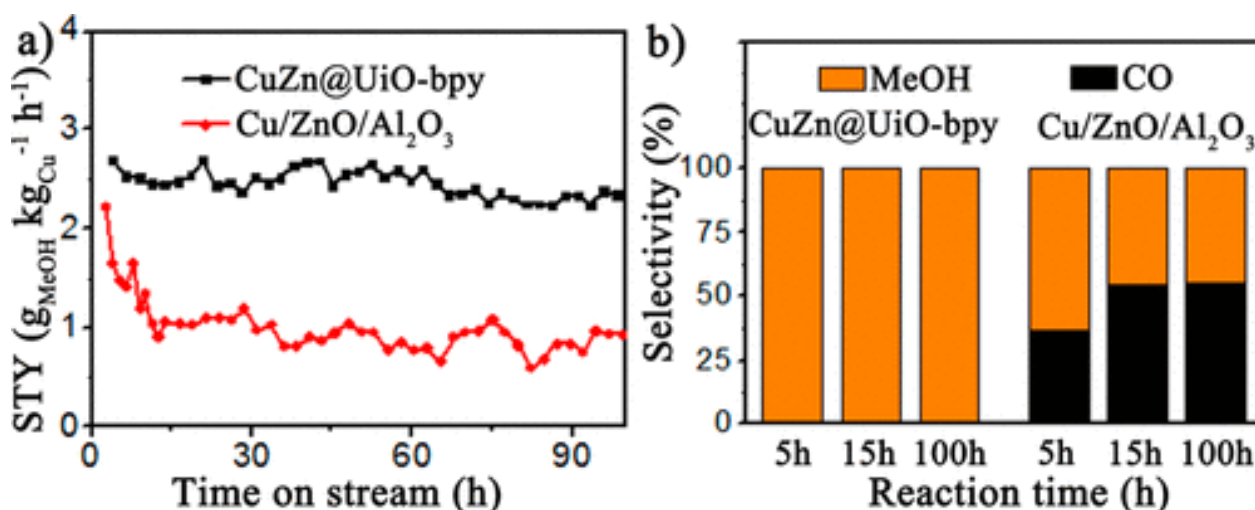 a)
4
3
2
1
0
STY (g_MeOH kg_Cu⁻¹ h⁻¹)
CuZn@UiO-bpy
Cu/ZnO/Al₂O₃
0 30 60 90
Time on stream (h)
b)
MeOH CO
CuZn@UiO-bpy Cu/ZnO/Al₂O₃
100
75
50
25
0
Selectivity (%)
5h 15h 100h 5h 15h 100h
Reaction time (h)